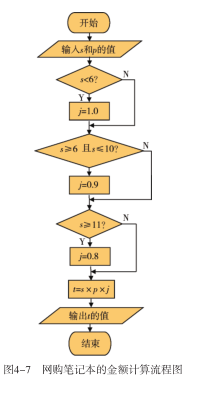 开始
输入s和p的值
s<6?
N
Y
j=1.0
s≥6 且s≤10?
N
j=0.9
s≥11?
N
Y
j=0.8
t=s×p×j
输出t的值
结束
图4-7 网购笔记本的金额计算流程图